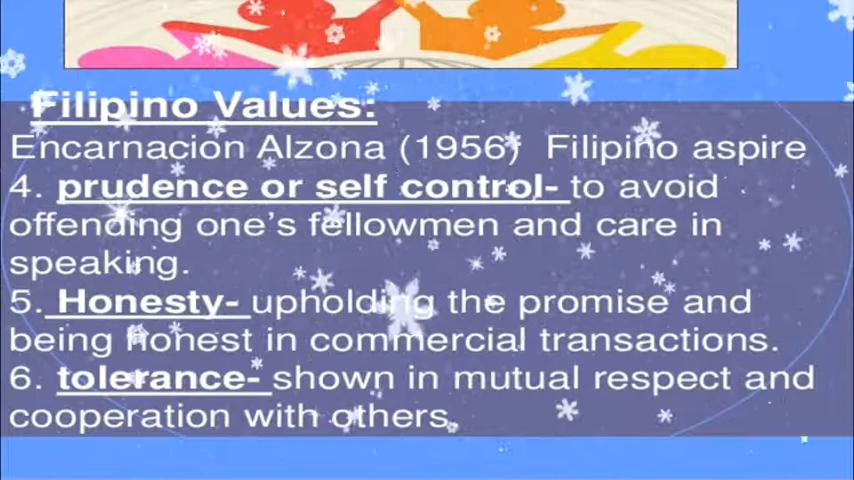 Filipino Values:
Encarnacion Alzona (1956) Filipino aspire
4. prudence or self control- to avoid
offending one's fellowmen and care in
speaking.
5. Honesty- upholding the promise and
being honest in commercial transactions.
6. tolerance- shown in mutual respect and
cooperation with others.